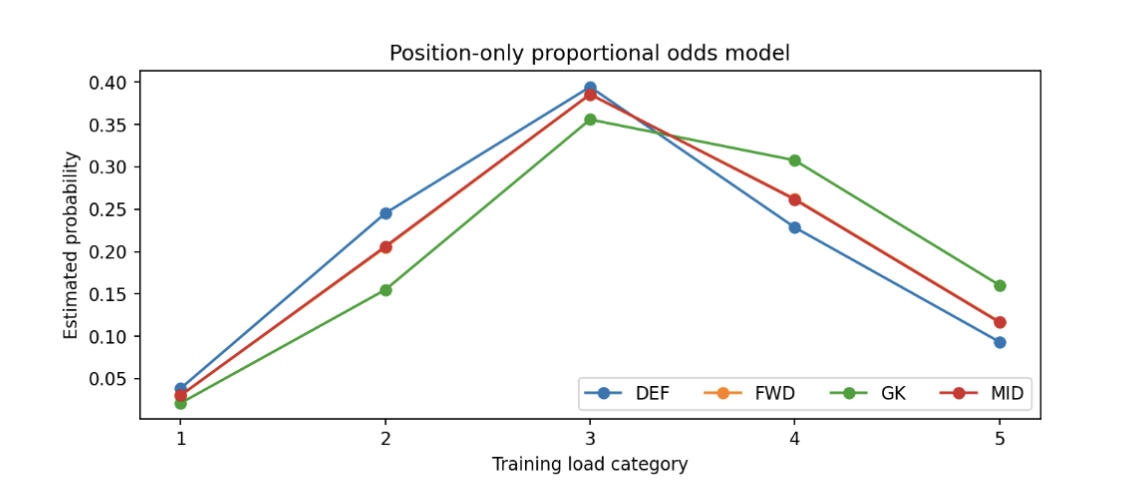 Position-only proportional odds model
Estimated probability
0.40
0.35
0.30
0.25
0.20
0.15
0.10
0.05
DEF FWD GK MID
1 2 3 4 5
Training load category